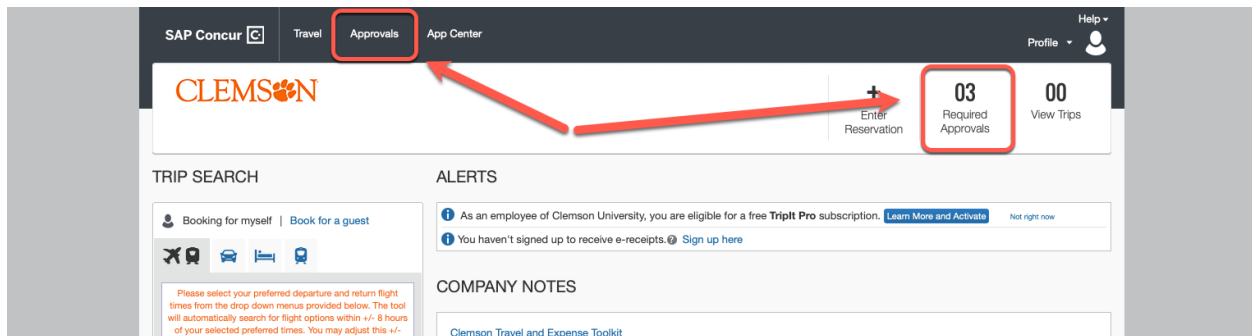 Help
SAP Concur C Travel Approvals App Center
Profile
CLEMSON
Enter
Reservation
03
Required
Approvals
00
View Trips
TRIP SEARCH
Booking for myself | Book for a guest
Please select your preferred departure and return flight
times from the drop down menus provided below. The tool
will automatically search for flight options within +/- 8 hours
of your selected preferred times. You may adjust this +/-
ALERTS
As an employee of Clemson University, you are eligible for a free TripIt Pro subscription. Learn More and Activate Not right now
You haven't signed up to receive e-receipts. Sign up here
COMPANY NOTES
Clemson Travel and Expense Toolkit